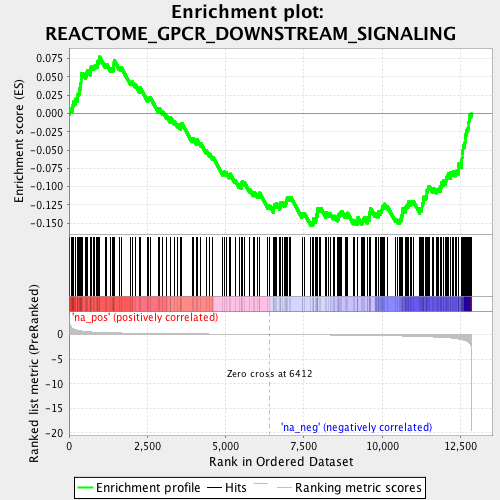 Enrichment plot:
REACTOME_GPCR_DOWNSTREAM_SIGNALING
Enrichment score (ES)
0.075
0.050
0.025
0.000
-0.025
-0.050
-0.075
-0.100
-0.125
-0.150
'na_pos' (positively correlated)
Ranked list metric (PreRanked)
0
-5
-10
-15
-20
Zero cross at 6412
'na_neg' (negatively correlated)
0
2,500
5,000
7,500
10,000
12,500
Rank in Ordered Dataset
Enrichment profile
Hits
Ranking metric scores